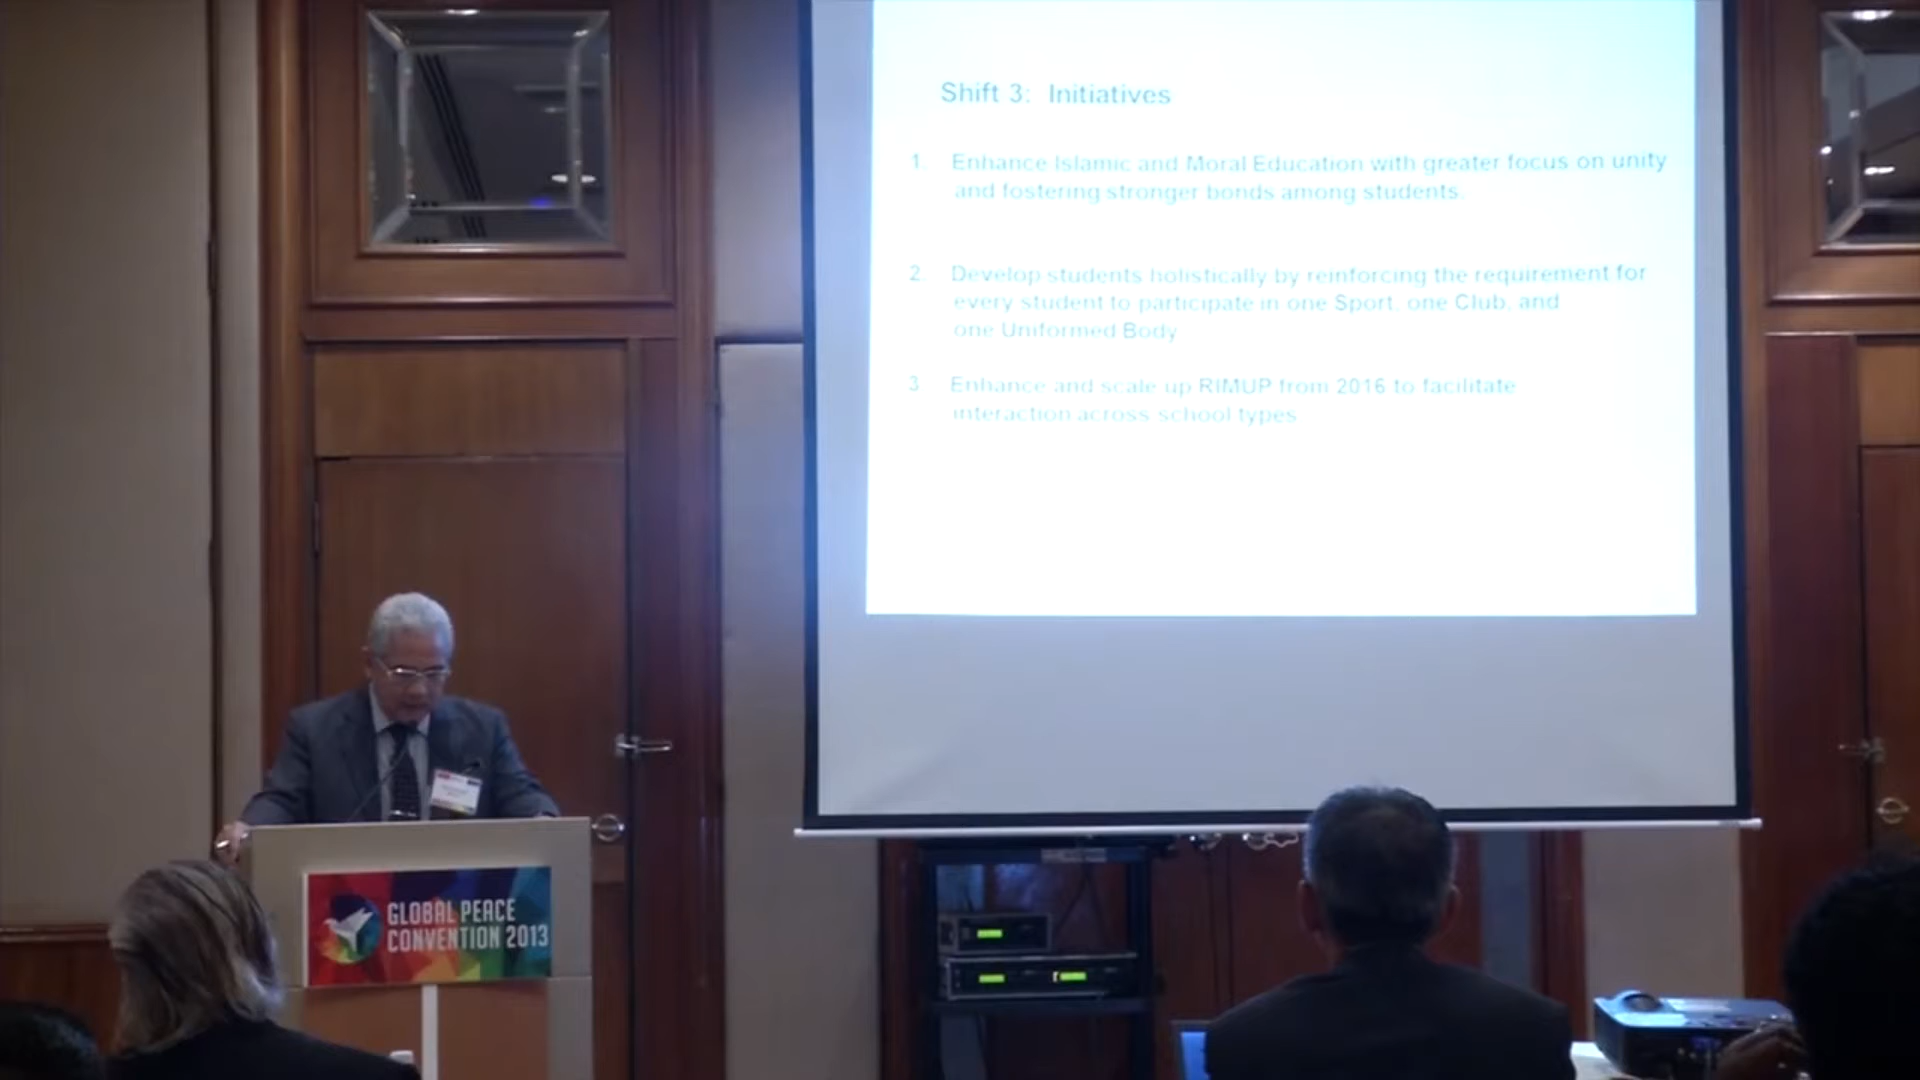 Shift 3: Initiatives
1. Enhance Islamic and Moral Education with greater focus on unity
and fostering stronger bonds among students.
2. Develop students holistically by reinforcing the requirement for
every student to participate in one Sport, one Club, and
one Uniformed Body
3. Enhance and scale up RIMUP from 2016 to facilitate
interaction across school types
GLOBAL PEACE
CONVENTION 2013